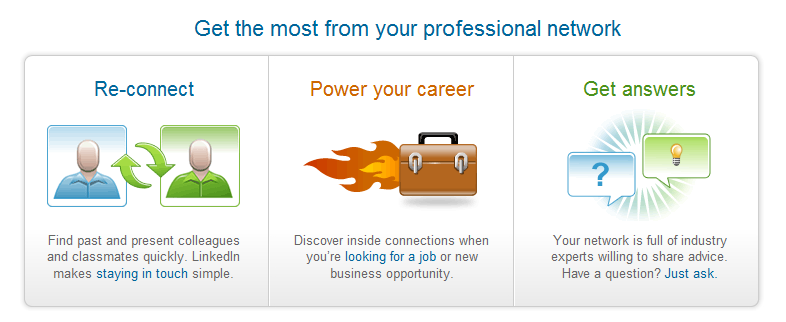 Get the most from your professional network
Re-connect
Find past and present colleagues
and classmates quickly. LinkedIn
makes staying in touch simple.
Power your career
Discover inside connections when
you're looking for a job or new
business opportunity.
Get answers
?
Your network is full of industry
experts willing to share advice.
Have a question? Just ask.